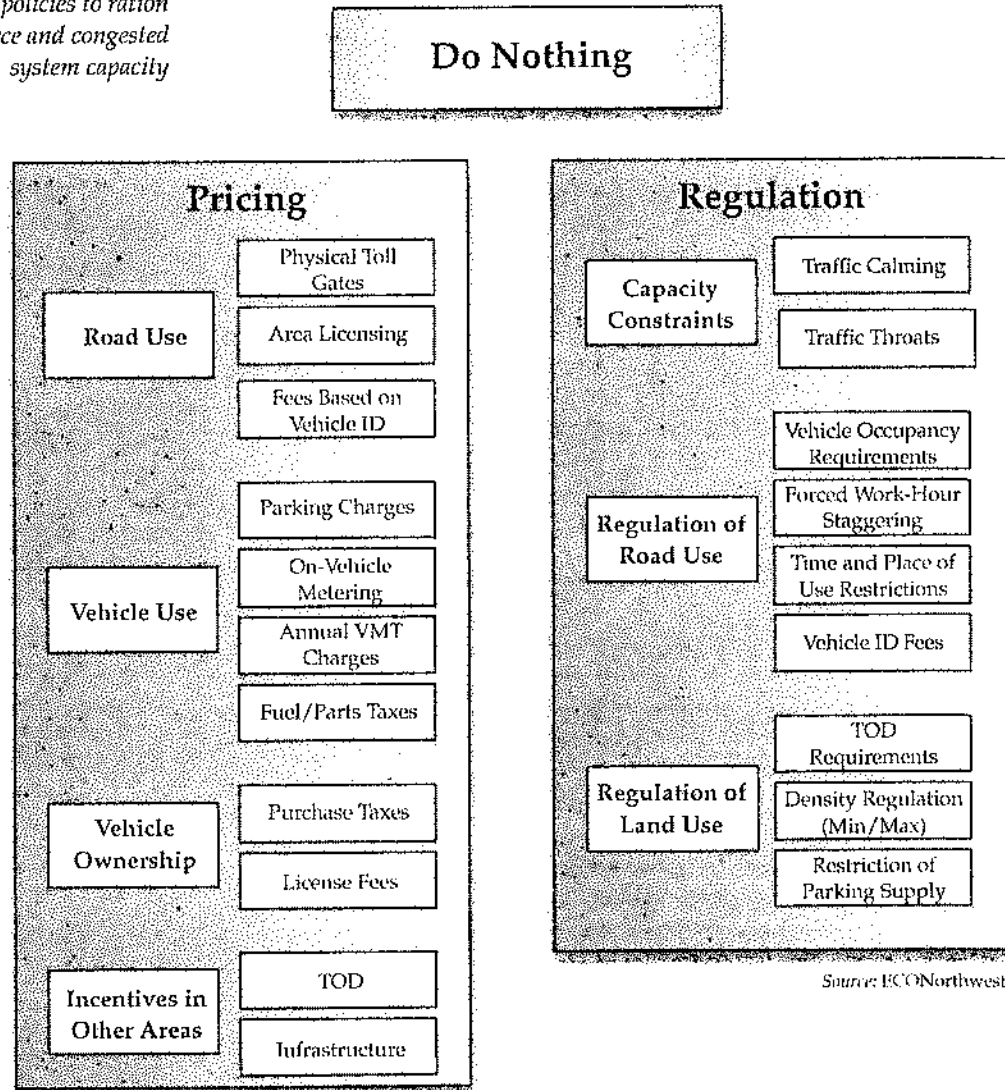 policies to ration
and congested
system capacity
Do Nothing
Pricing
Road Use
Physical Toll
Gates
Area Licensing
Fees Based on
Vehicle ID
Vehicle Use
Parking Charges
On-Vehicle
Metering
Annual VMT
Charges
Fuel/Parts Taxes
Vehicle
Ownership
Purchase Taxes
License Fees
Incentives in
Other Areas
TOD
Infrastructure
Regulation
Capacity
Constraints
Traffic Calming
Traffic Throats
Regulation of
Road Use
Vehicle Occupancy
Requirements
Forced Work-Hour
Staggering
Time and Place of
Use Restrictions
Vehicle ID Fees
Regulation of
Land Use
TOD
Requirements
Density Regulation
(Min/Max)
Restriction of
Parking Supply
Source: ECONorthwest